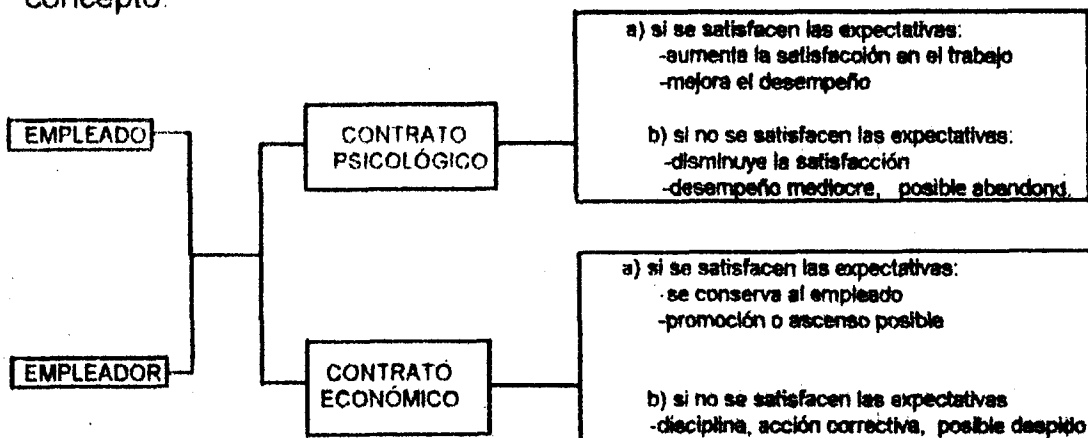 concepto:
EMPLEADO
EMPLEADOR
CONTRATO
PSICOLÓGICO
a) si se satisfacen las expectativas:
-aumenta la satisfacción en el trabajo
-mejora el desempeño
b) si no se satisfacen las expectativas:
-disminuye la satisfacción
-desempeño mediocre, posible abandono.
CONTRATO
ECONÓMICO
a) si se satisfacen las expectativas:
-se conserva al empleado
-promoción o ascenso posible
b) si no se satisfacen las expectativas
-disciplina, acción correctiva, posible despido